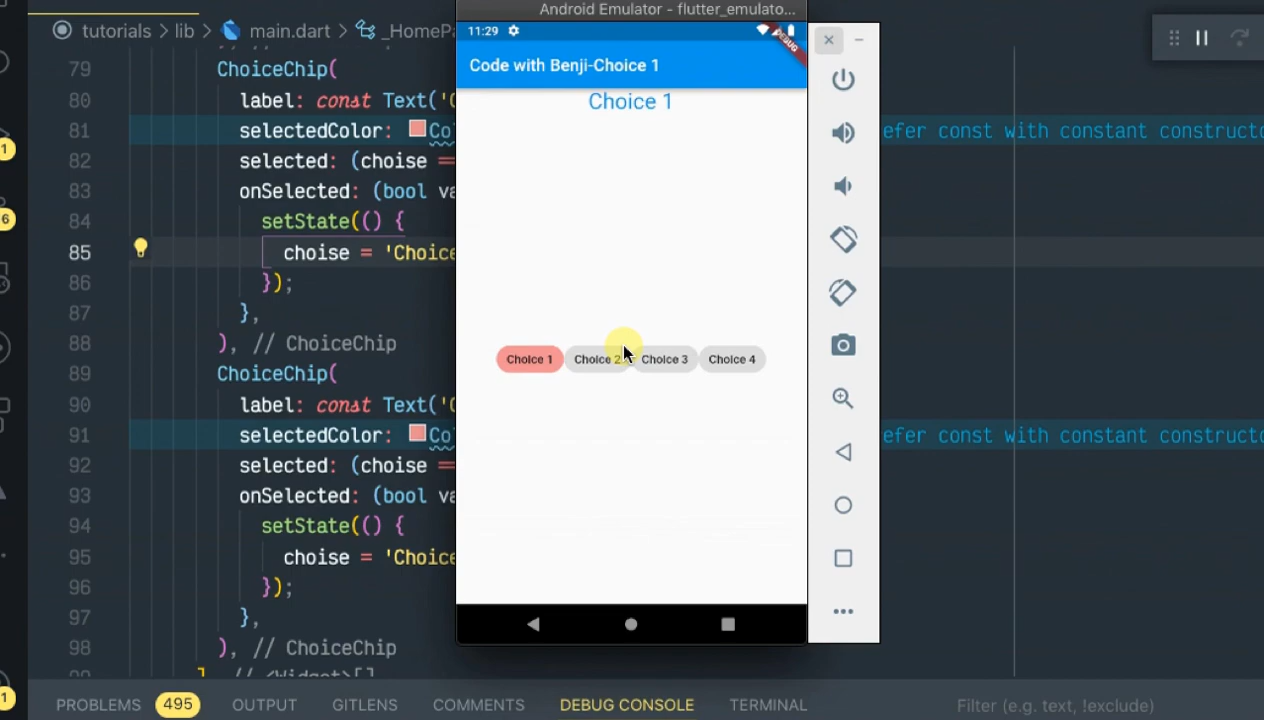 Android Emulator - flutter_emulato...
tutorials > lib > main.dart > _HomePa
11:29
DEBUG
Code with Benji-Choice 1
Choice 1
Choice 1 Choice 2 Choice 3 Choice 4
79 ChoiceChip(
80 label: const Text('C
81 selectedColor: Co efer const with constant constructo
82 selected: (choise ==
83 onSelected: (bool va
84 setState(() {
85 choise = 'Choice
86 });
87 },
88 ), // ChoiceChip
89 ChoiceChip(
90 label: const Text('C
91 selectedColor: Co efer const with constant constructo
92 selected: (choise ==
93 onSelected: (bool va
94 setState(() {
95 choise = 'Choice
96 });
97 },
98 ), // ChoiceChip
] // <Widget>[]
1
6
1
PROBLEMS 495 OUTPUT GITLENS COMMENTS DEBUG CONSOLE TERMINAL Filter (e.g. text, !exclude)